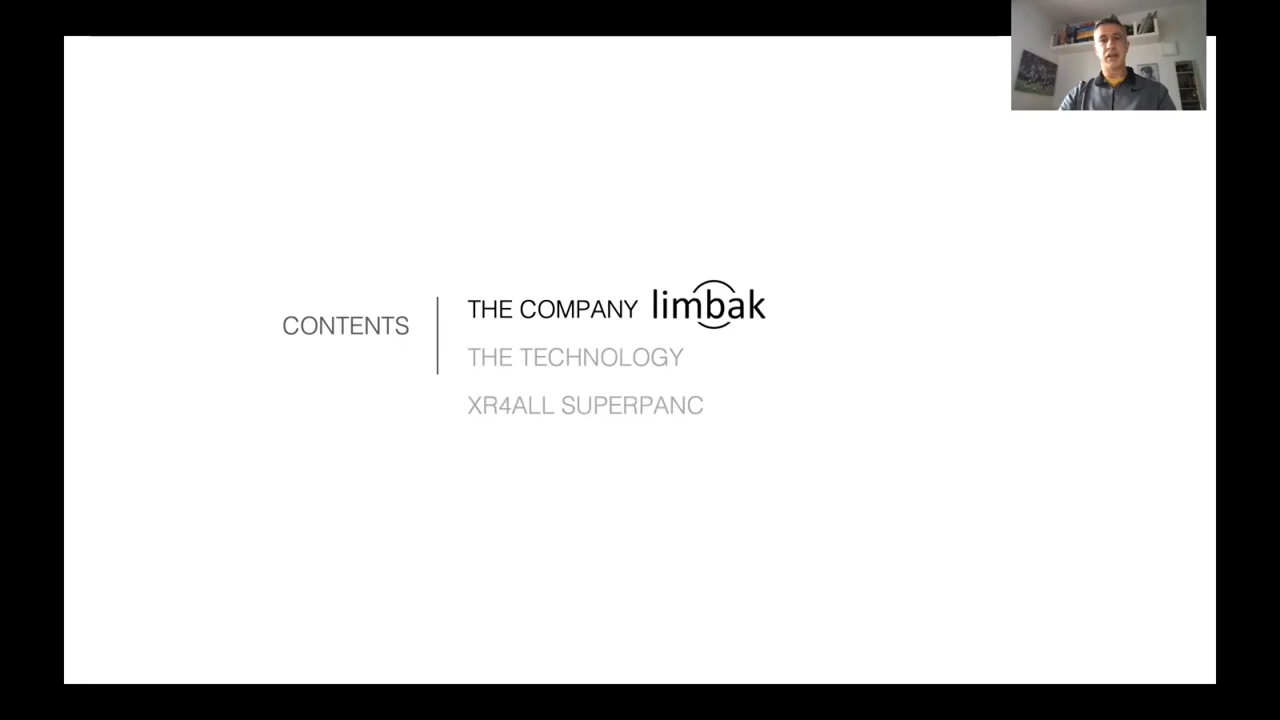 CONTENTS
THE COMPANY limbak
THE TECHNOLOGY
XR4ALL SUPERPANC